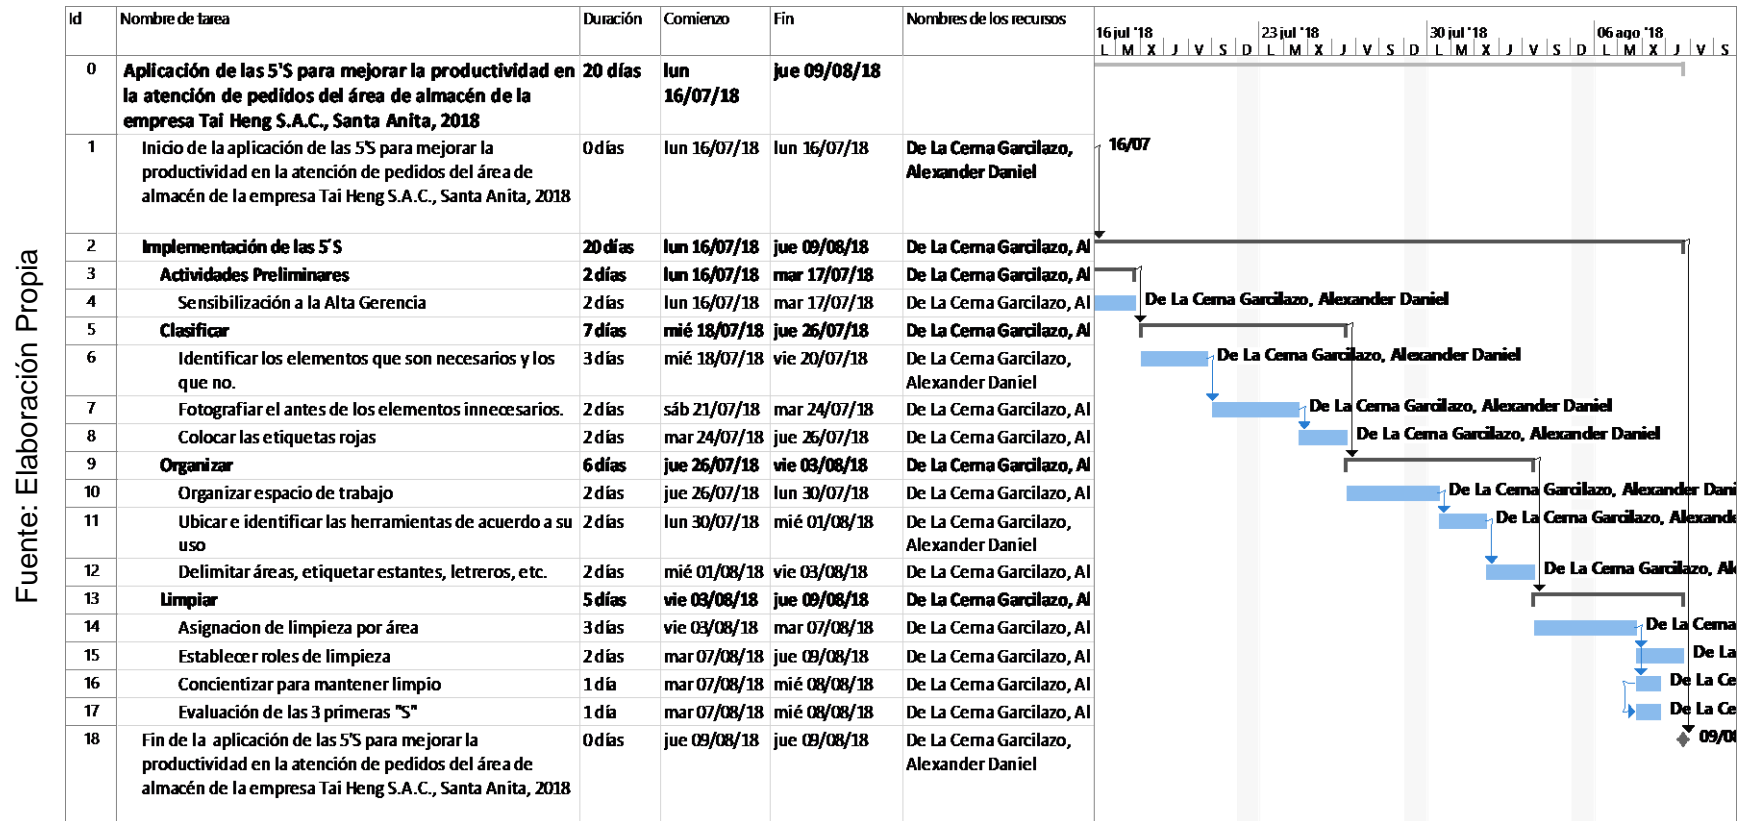 Fuente: Elaboración Propia
Id Nombre de tarea Duración Comienzo Fin Nombres de los recursos
16 jul '18 23 jul '18 30 jul '18 06 ago '18
L M X J V S D L M X J V S D L M X J V S D L M X J V S
0 Aplicación de las 5'S para mejorar la productividad en 20 días lun jue 09/08/18
la atención de pedidos del área de almacén de la 16/07/18
empresa Tai Heng S.A.C., Santa Anita, 2018
1 Inicio de la aplicación de las 5'S para mejorar la 0 días lun 16/07/18 lun 16/07/18 De La Cerna Garcilazo, 16/07
productividad en la atención de pedidos del área de Alexander Daniel
almacén de la empresa Tai Heng S.A.C., Santa Anita, 2018
2 Implementación de las 5´S 20 días lun 16/07/18 jue 09/08/18 De La Cerna Garcilazo, Al
3 Actividades Preliminares 2 días lun 16/07/18 mar 17/07/18 De La Cerna Garcilazo, Al
4 Sensibilización a la Alta Gerencia 2 días lun 16/07/18 mar 17/07/18 De La Cerna Garcilazo, Al De La Cerna Garcilazo, Alexander Daniel
5 Clasificar 7 días mié 18/07/18 jue 26/07/18 De La Cerna Garcilazo, Al
6 Identificar los elementos que son necesarios y los 3 días mié 18/07/18 vie 20/07/18 De La Cerna Garcilazo, De La Cerna Garcilazo, Alexander Daniel
que no. Alexander Daniel
7 Fotografiar el antes de los elementos innecesarios. 2 días sáb 21/07/18 mar 24/07/18 De La Cerna Garcilazo, Al De La Cerna Garcilazo, Alexander Daniel
8 Colocar las etiquetas rojas 2 días mar 24/07/18 jue 26/07/18 De La Cerna Garcilazo, Al De La Cerna Garcilazo, Alexander Daniel
9 Organizar 6 días jue 26/07/18 vie 03/08/18 De La Cerna Garcilazo, Al
10 Organizar espacio de trabajo 2 días jue 26/07/18 lun 30/07/18 De La Cerna Garcilazo, Al De La Cerna Garcilazo, Alexander Dani
11 Ubicar e identificar las herramientas de acuerdo a su 2 días lun 30/07/18 mié 01/08/18 De La Cerna Garcilazo, De La Cerna Garcilazo, Alexande
uso Alexander Daniel
12 Delimitar áreas, etiquetar estantes, letreros, etc. 2 días mié 01/08/18 vie 03/08/18 De La Cerna Garcilazo, Al De La Cerna Garcilazo, Ale
13 Limpiar 5 días vie 03/08/18 jue 09/08/18 De La Cerna Garcilazo, Al
14 Asignacion de limpieza por área 3 días vie 03/08/18 mar 07/08/18 De La Cerna Garcilazo, Al De La Cerna
15 Establecer roles de limpieza 2 días mar 07/08/18 jue 09/08/18 De La Cerna Garcilazo, Al De La
16 Concientizar para mantener limpio 1 día mar 07/08/18 mié 08/08/18 De La Cerna Garcilazo, Al De La Ce
17 Evaluación de las 3 primeras "S" 1 día mar 07/08/18 mié 08/08/18 De La Cerna Garcilazo, Al De La Ce
18 Fin de la aplicación de las 5'S para mejorar la 0 días jue 09/08/18 jue 09/08/18 De La Cerna Garcilazo, 09/08
productividad en la atención de pedidos del área de Alexander Daniel
almacén de la empresa Tai Heng S.A.C., Santa Anita, 2018